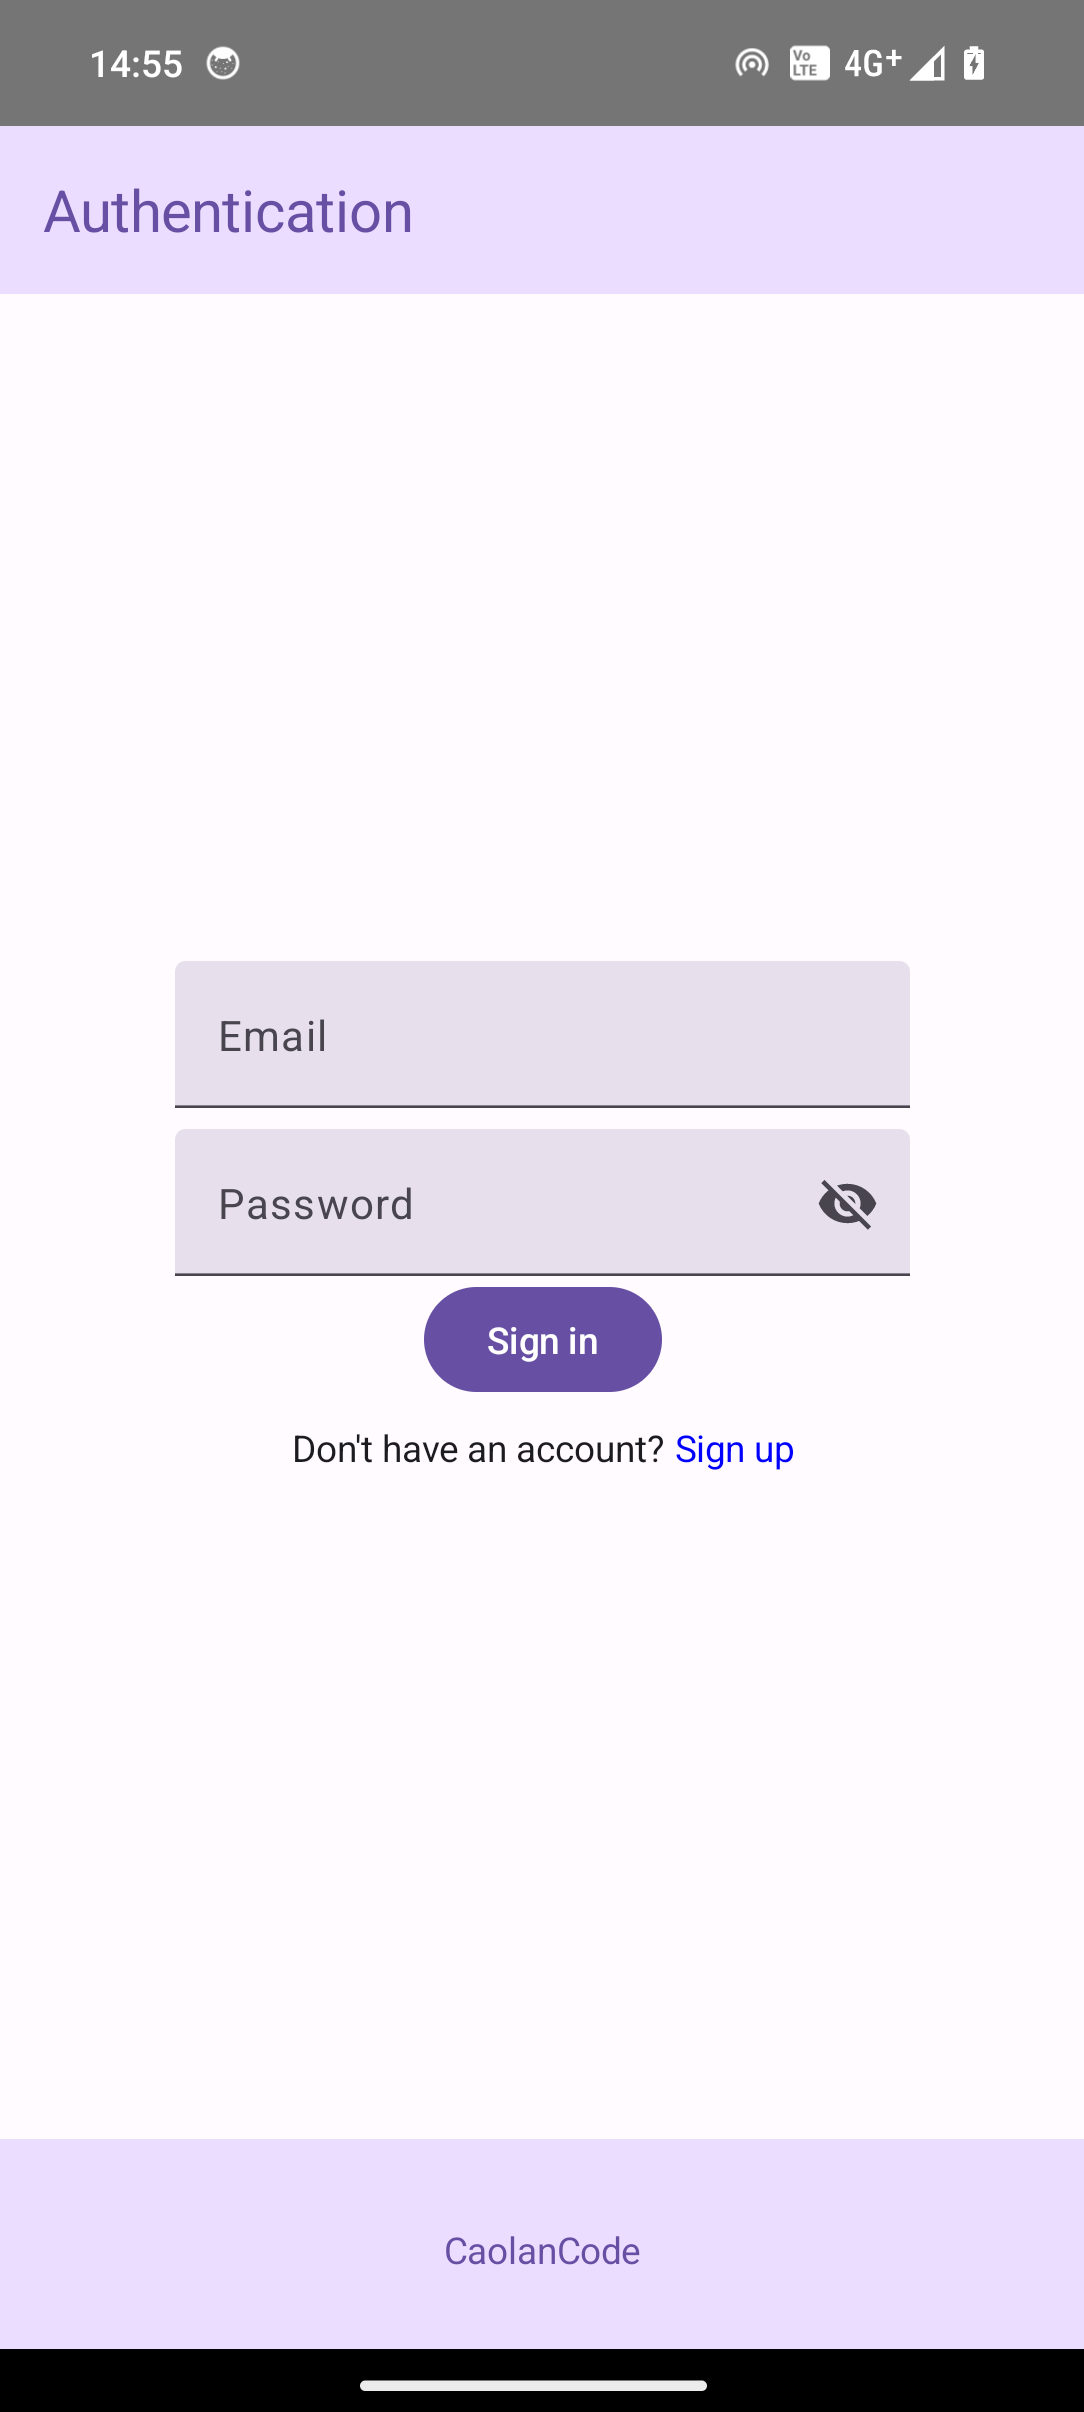 14:55 Vo LTE 4G+
Authentication
Email
Password
Sign in
Don't have an account? Sign up
CaolanCode